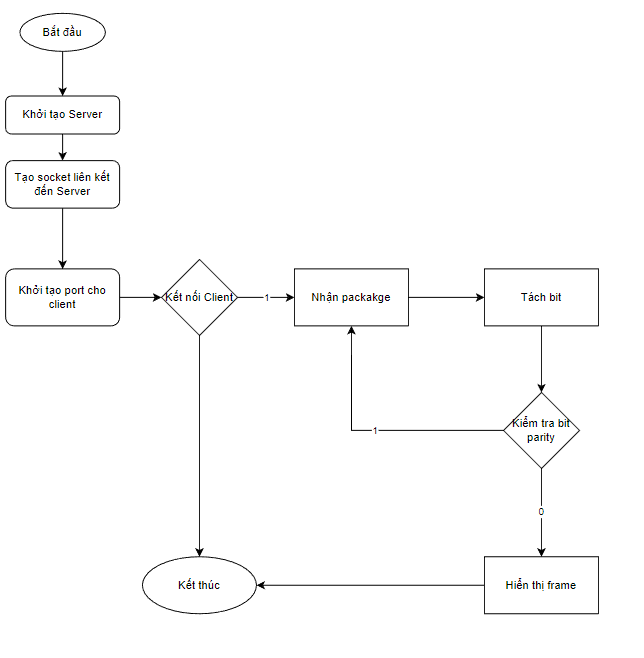 Bắt đầu
Khởi tạo Server
Tạo socket liên kết
đến Server
Khởi tạo port cho
client
Kết nối Client
1
Nhận packakge
Tách bit
Kiểm tra bit
parity
1
0
Kết thúc
Hiển thị frame